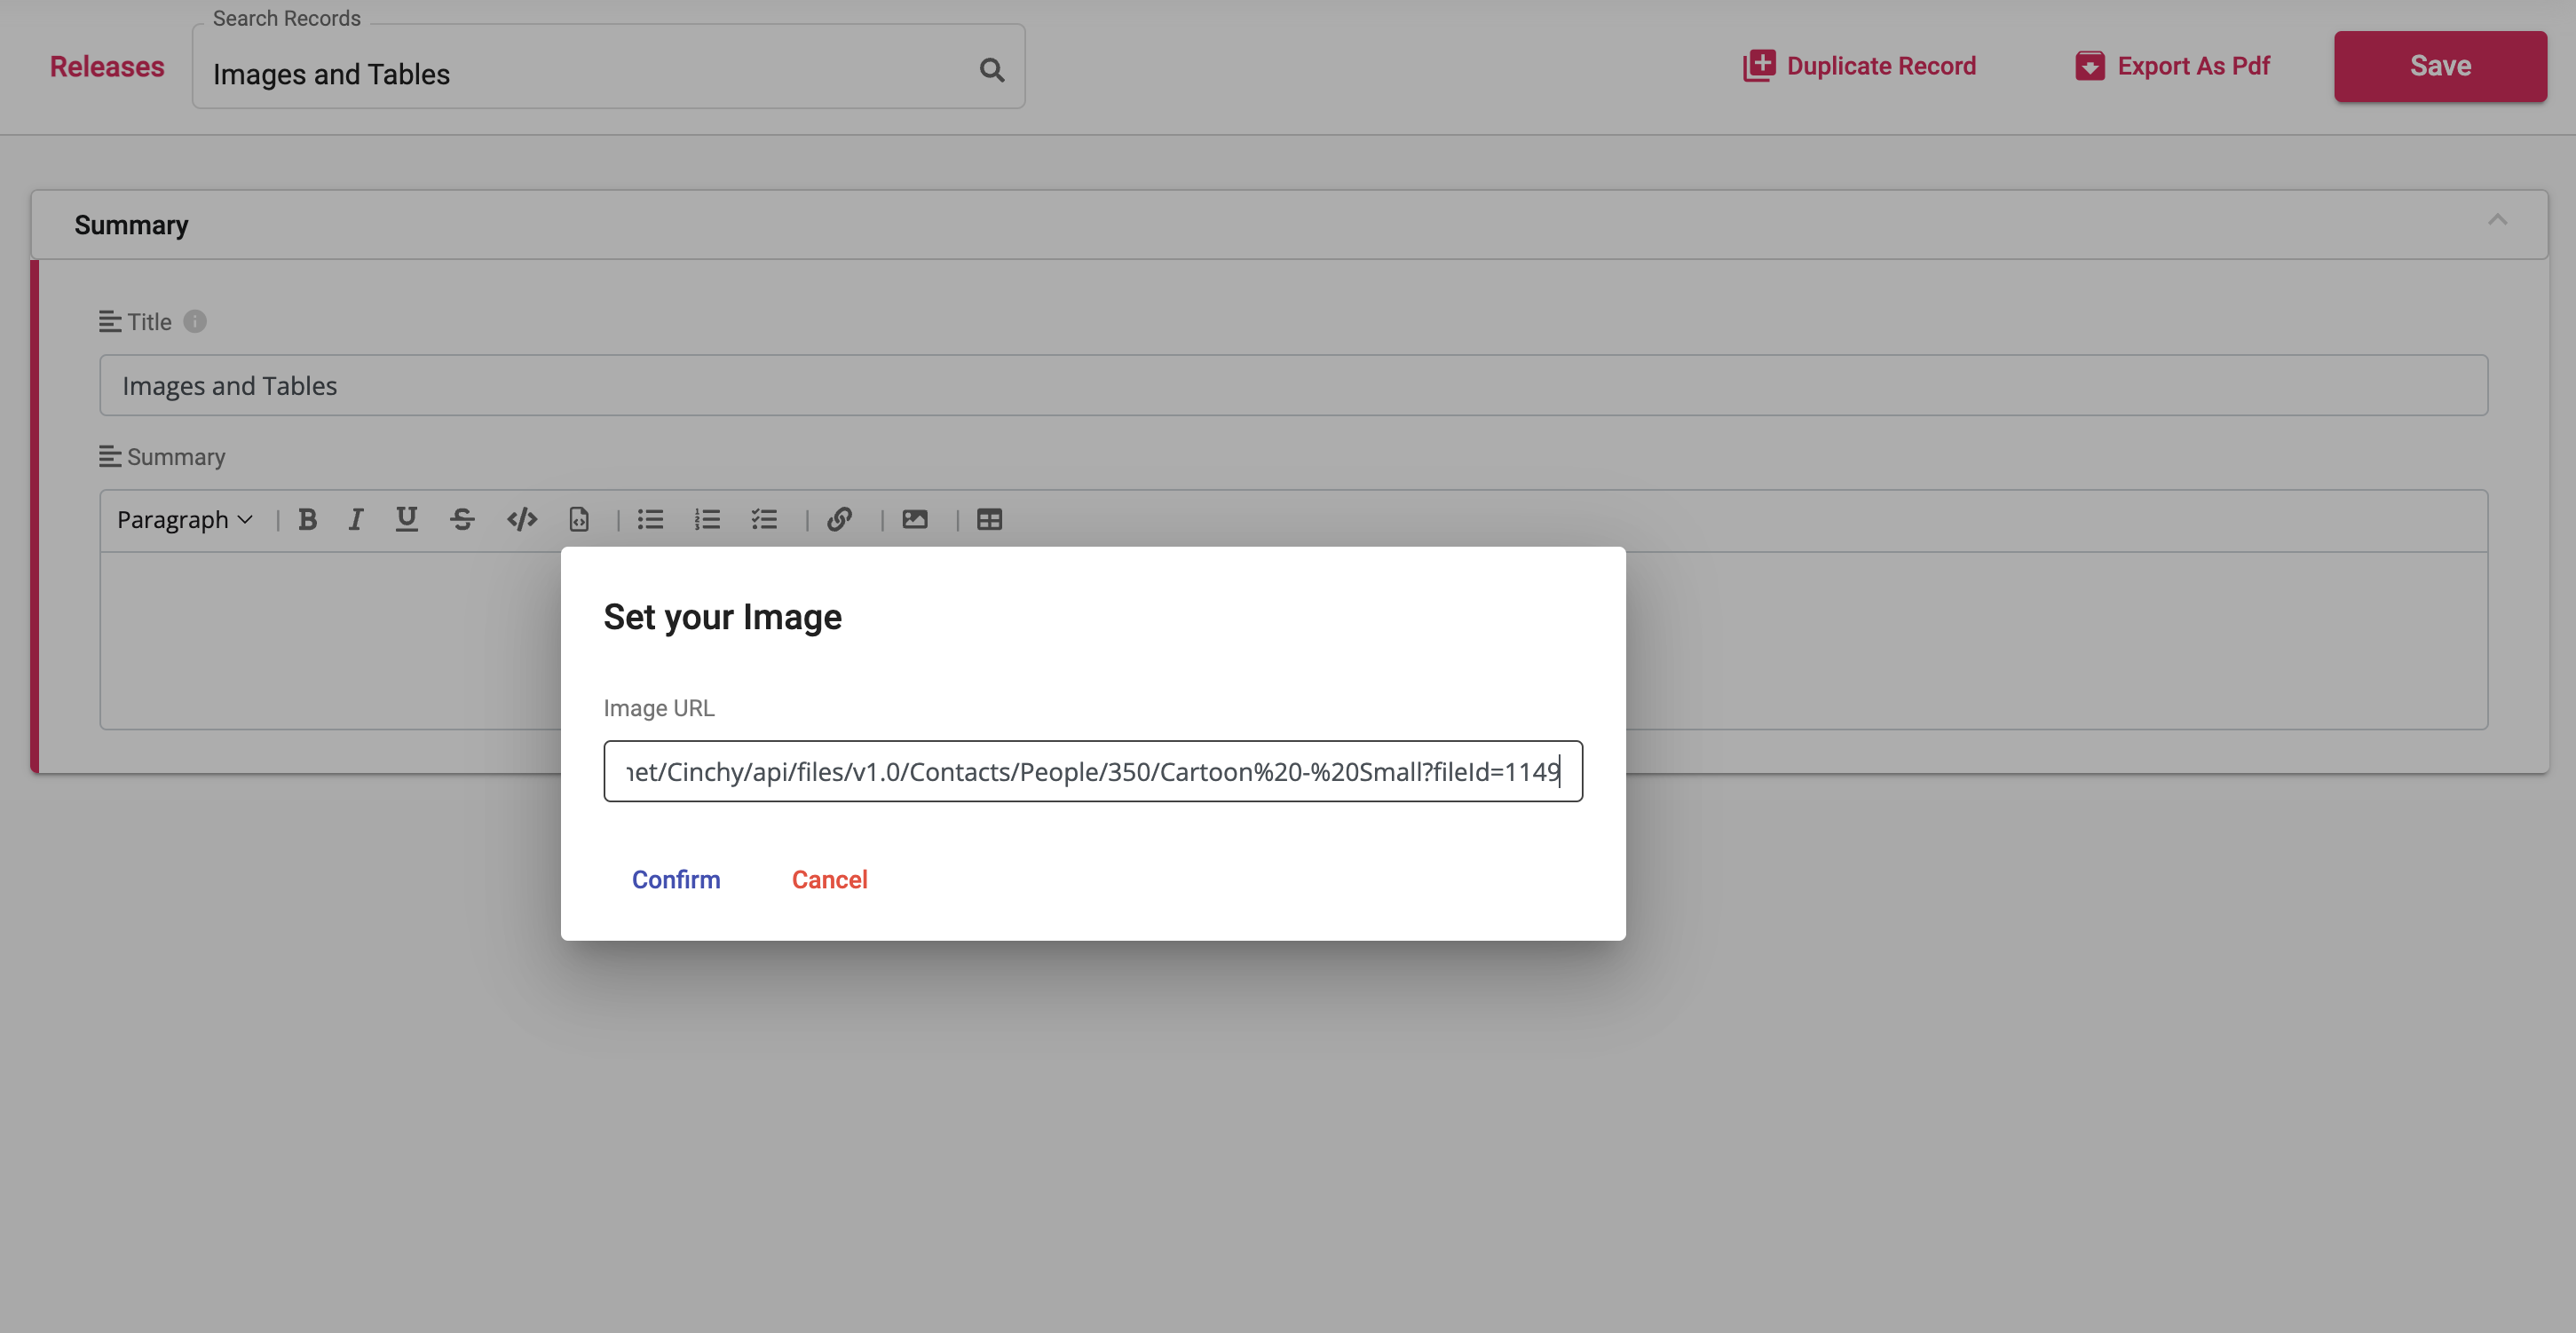 Search Records
Releases
Images and Tables
Duplicate Record
Export As Pdf
Save
Summary
Title
Images and Tables
Summary
Paragraph
Set your Image
Image URL
net/Cinchy/api/files/v1.0/Contacts/People/350/Cartoon%20-%20Small?fileId=1149
Confirm Cancel